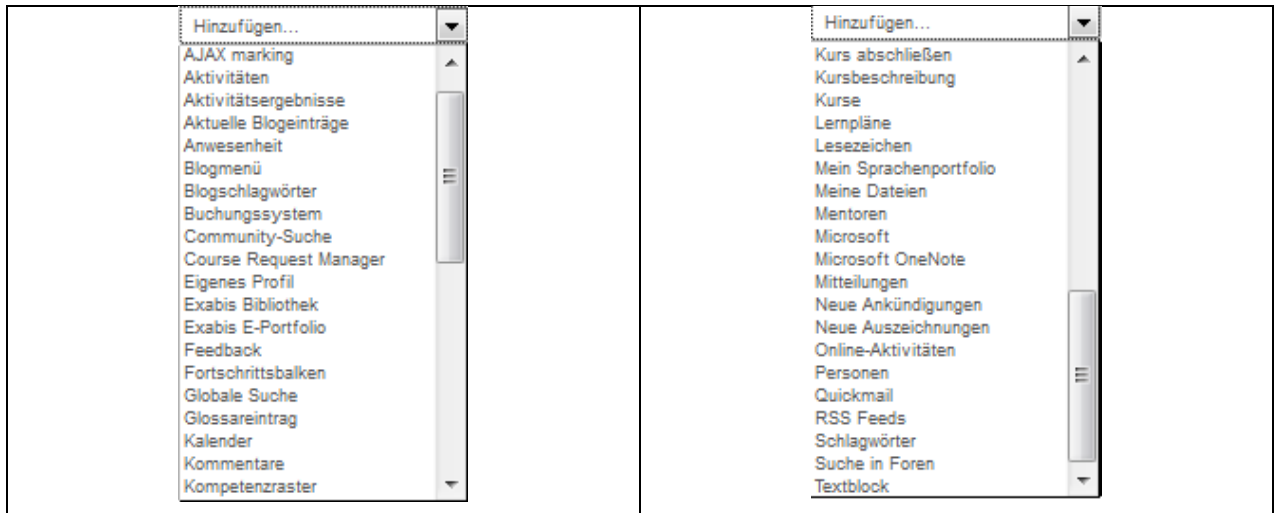 Hinzufügen...
AJAX marking
Aktivitäten
Aktivitätsergebnisse
Aktuelle Blogeinträge
Anwesenheit
Blogmenü
Blogschlagwörter
Buchungssystem
Community-Suche
Course Request Manager
Eigenes Profil
Exabis Bibliothek
Exabis E-Portfolio
Feedback
Fortschrittsbalken
Globale Suche
Glossareintrag
Kalender
Kommentare
Kompetenzraster
Hinzufügen...
Kurs abschließen
Kursbeschreibung
Kurse
Lernpläne
Lesezeichen
Mein Sprachenportfolio
Meine Dateien
Mentoren
Microsoft
Microsoft OneNote
Mitteilungen
Neue Ankündigungen
Neue Auszeichnungen
Online-Aktivitäten
Personen
Quickmail
RSS Feeds
Schlagwörter
Suche in Foren
Textblock